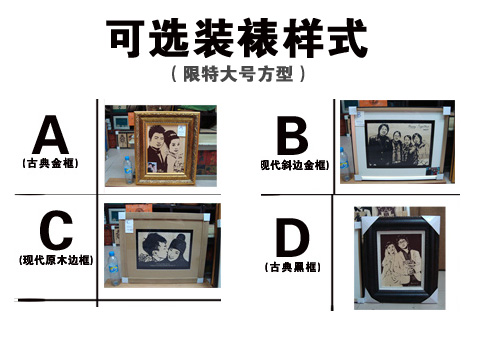 可选装裱样式
（限特大号方型）
A
(古典金框)
B
(现代斜边金框)
C
(现代原木边框)
D
(古典黑框)